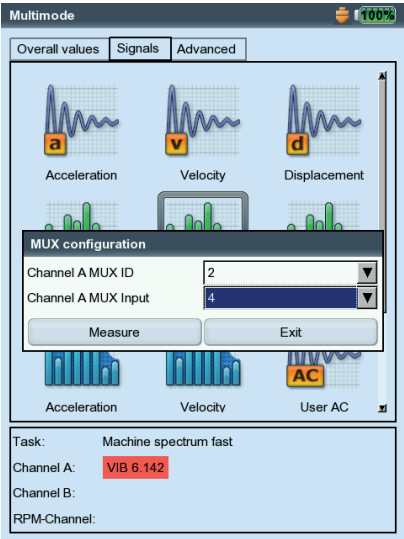 Multimode 100%
Overall values Signals Advanced
a v d
Acceleration Velocity Displacement
MUX configuration
Channel A MUX ID 2
Channel A MUX Input 4
Measure Exit
AC
Acceleration Velocity User AC
Task: Machine spectrum fast
Channel A: VIB 6.142
Channel B:
RPM-Channel: